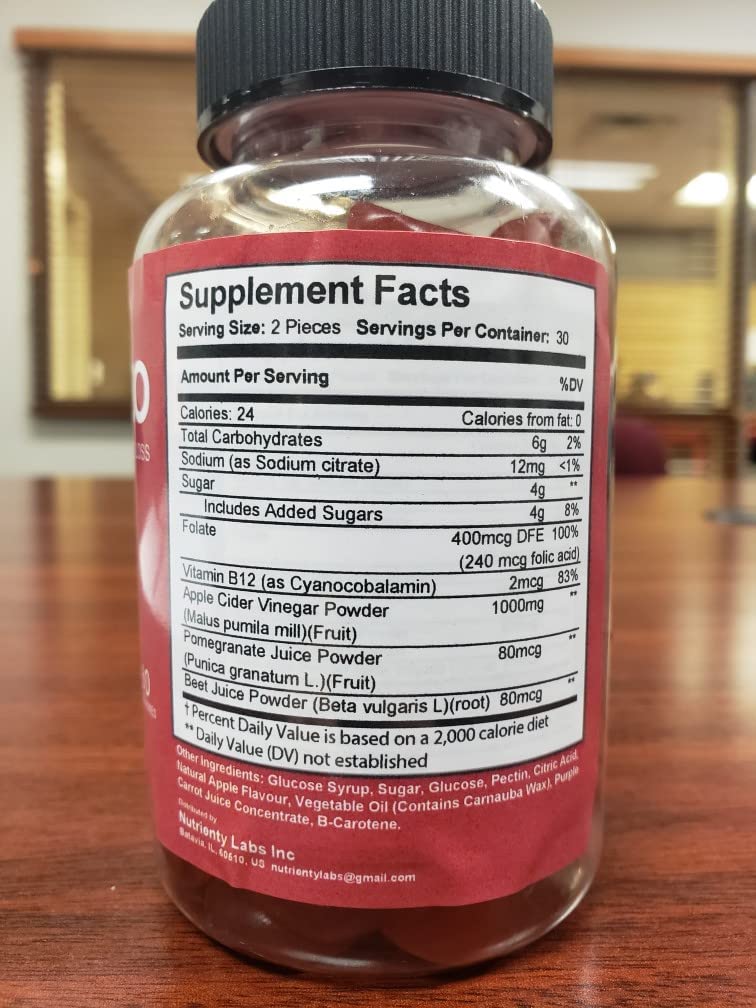 Supplement Facts
Serving Size: 2 Pieces Servings Per Container: 30
Amount Per Serving %DV
Calories: 24 Calories from fat: 0
Total Carbohydrates 6g 2%
Sodium (as Sodium citrate) 12mg <1%
Sugar 4g **
Includes Added Sugars 4g 8%
Folate 400mcg DFE 100%
(240 mcg folic acid)
Vitamin B12 (as Cyanocobalamin) 2mcg 83%
Apple Cider Vinegar Powder 1000mg **
(Malus pumila mill)(Fruit)
Pomegranate Juice Powder 80mcg **
(Punica granatum L.)(Fruit)
Beet Juice Powder (Beta vulgaris L)(root) 80mcg **
† Percent Daily Value is based on a 2,000 calorie diet
** Daily Value (DV) not established
Other Ingredients: Glucose Syrup, Sugar, Glucose, Pectin, Citric Acid,
Natural Apple Flavour, Vegetable Oil (Contains Carnauba Wax), Purple
Carrot Juice Concentrate, B-Carotene.
Distributed by
Nutrienty Labs Inc
Batavia, IL, 60510, US nutrientylabs@gmail.com